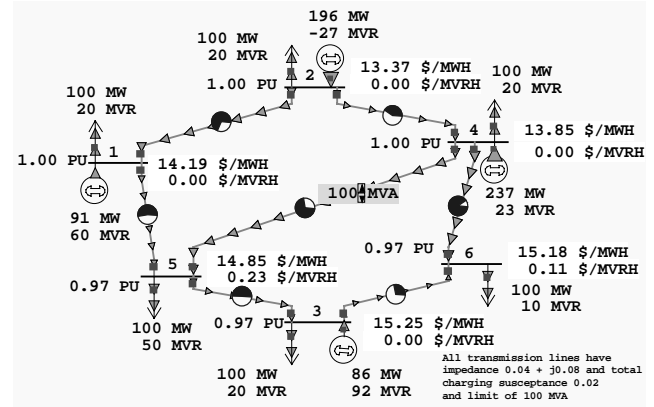 196 MW
-27 MVR
100 MW
20 MVR
2
13.37 $/MWH
0.00 $/MVRH
1.00 PU
100 MW
20 MVR
100 MW
20 MVR
1.00 PU
4
13.85 $/MWH
0.00 $/MVRH
1.00 PU
1
14.19 $/MWH
0.00 $/MVRH
100 MVA
237 MW
23 MVR
91 MW
60 MVR
0.97 PU
6
15.18 $/MWH
0.11 $/MVRH
5
14.85 $/MWH
0.23 $/MVRH
0.97 PU
100 MW
10 MVR
100 MW
50 MVR
0.97 PU
3
15.25 $/MWH
0.00 $/MVRH
100 MW
20 MVR
86 MW
92 MVR
All transmission lines have
impedance 0.04 + j0.08 and total
charging susceptance 0.02
and limit of 100 MVA